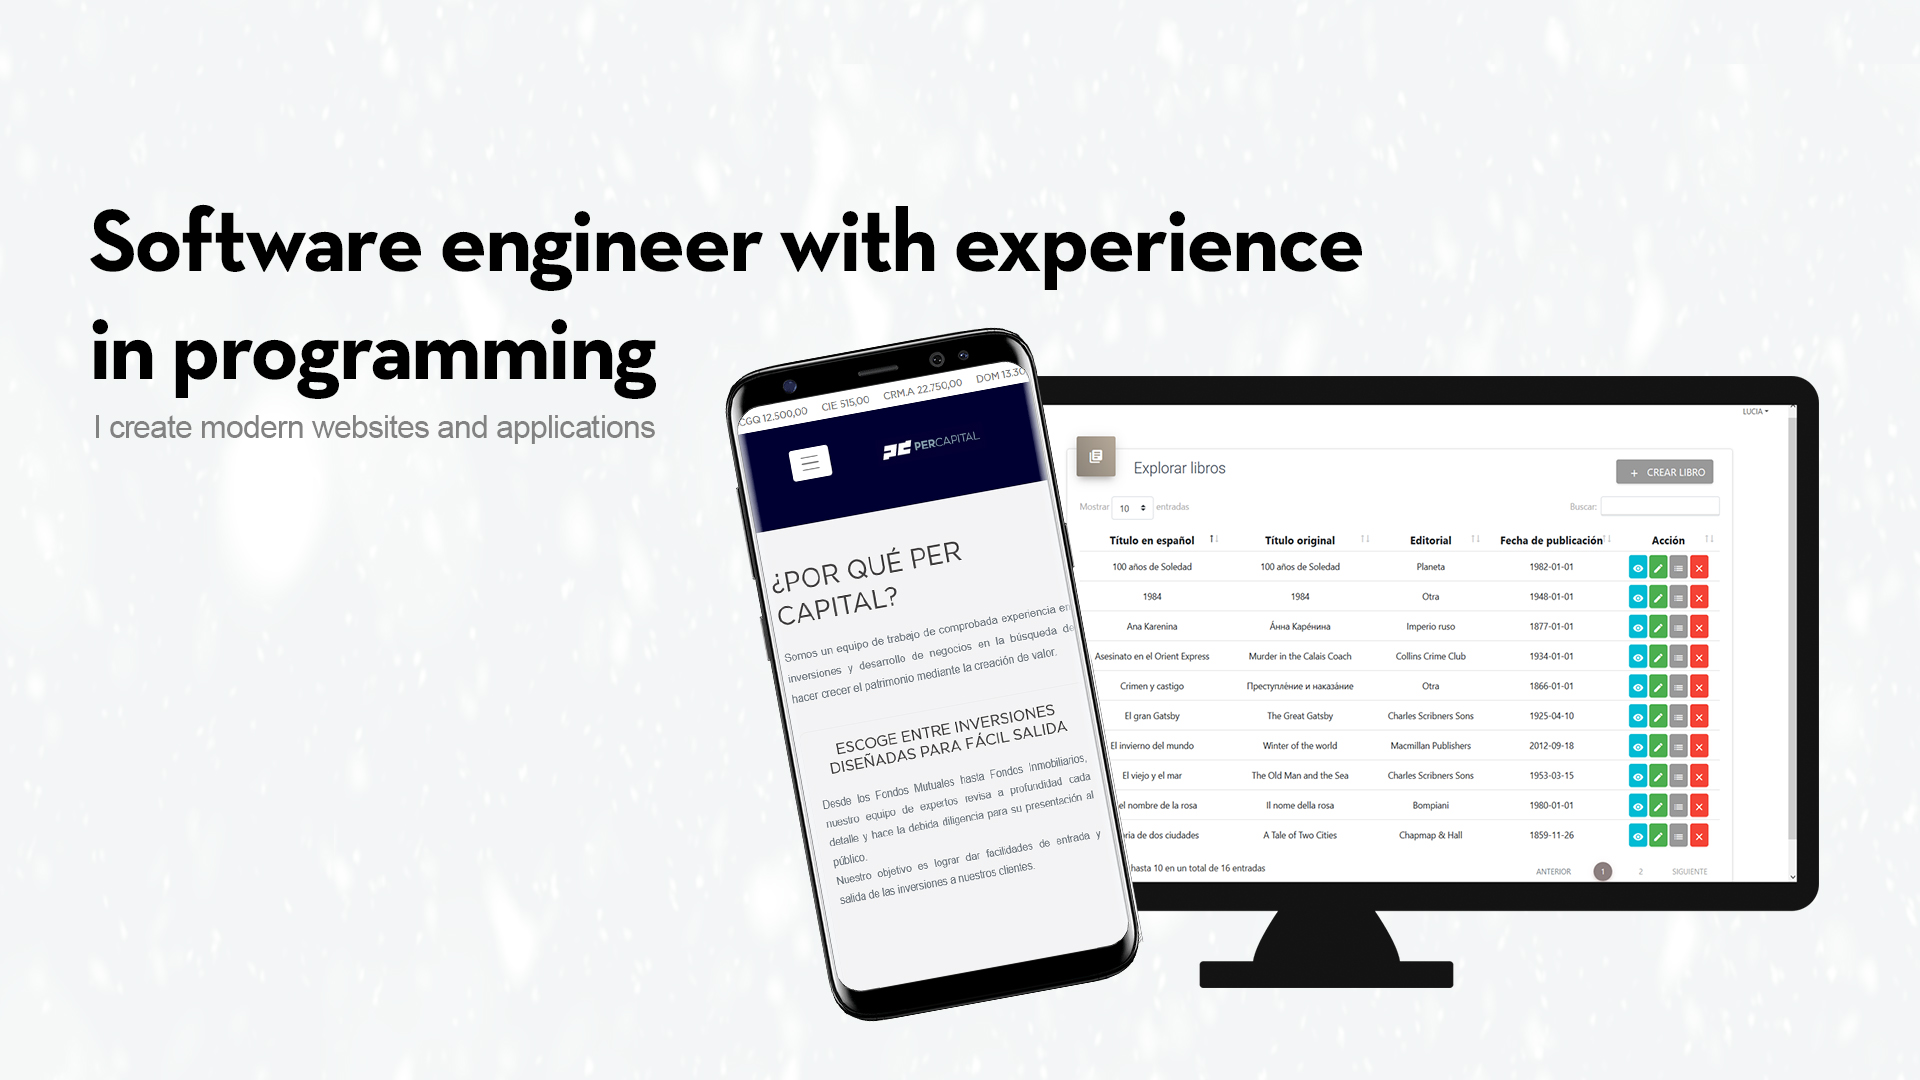 Software engineer with experience
in programming
I create modern websites and applications
CGQ 12.500,00 CIE 515,00 CRM.A 22.750,00 DOM 13.30
PERCAPITAL
¿POR QUÉ PER
CAPITAL?
Somos un equipo de trabajo de comprobada experiencia en
inversiones y desarrollo de negocios en la búsqueda de
hacer crecer el patrimonio mediante la creación de valor.
ESCOGE ENTRE INVERSIONES
DISEÑADAS PARA FÁCIL SALIDA
Desde los Fondos Mutuales hasta Fondos Inmobiliarios,
nuestro equipo de expertos revisa a profundidad cada
detalle y hace la debida diligencia para su presentación al
público.
Nuestro objetivo es lograr dar facilidades de entrada y
salida de las inversiones a nuestros clientes.
LUCIA
Explorar libros
+ CREAR LIBRO
Mostrar 10 entradas Buscar:
Título en español Título original Editorial Fecha de publicación Acción
100 años de Soledad 100 años de Soledad Planeta 1982-01-01
1984 1984 Otra 1948-01-01
Ana Karenina Áнна Карéнина Imperio ruso 1877-01-01
Asesinato en el Orient Express Murder in the Calais Coach Collins Crime Club 1934-01-01
Crimen y castigo Преступлéние и наказáние Otra 1866-01-01
El gran Gatsby The Great Gatsby Charles Scribners Sons 1925-04-10
El invierno del mundo Winter of the world Macmillan Publishers 2012-09-18
El viejo y el mar The Old Man and the Sea Charles Scribners Sons 1953-03-15
el nombre de la rosa Il nome della rosa Bompiani 1980-01-01
ria de dos ciudades A Tale of Two Cities Chapmap & Hall 1859-11-26
hasta 10 en un total de 16 entradas ANTERIOR 1 2 SIGUIENTE